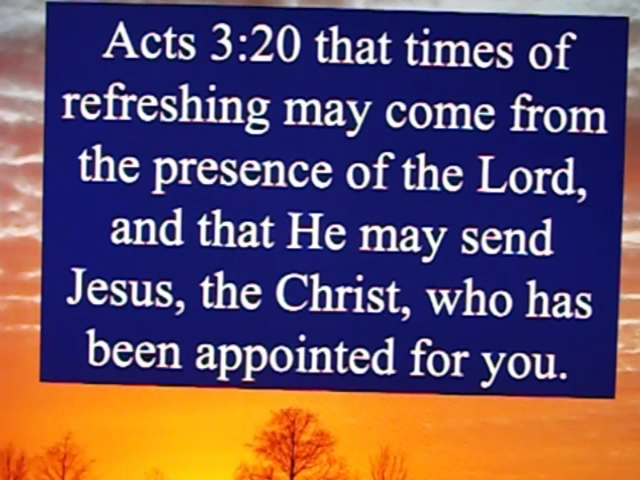 Acts 3:20 that times of
refreshing may come from
the presence of the Lord,
and that He may send
Jesus, the Christ, who has
been appointed for you.